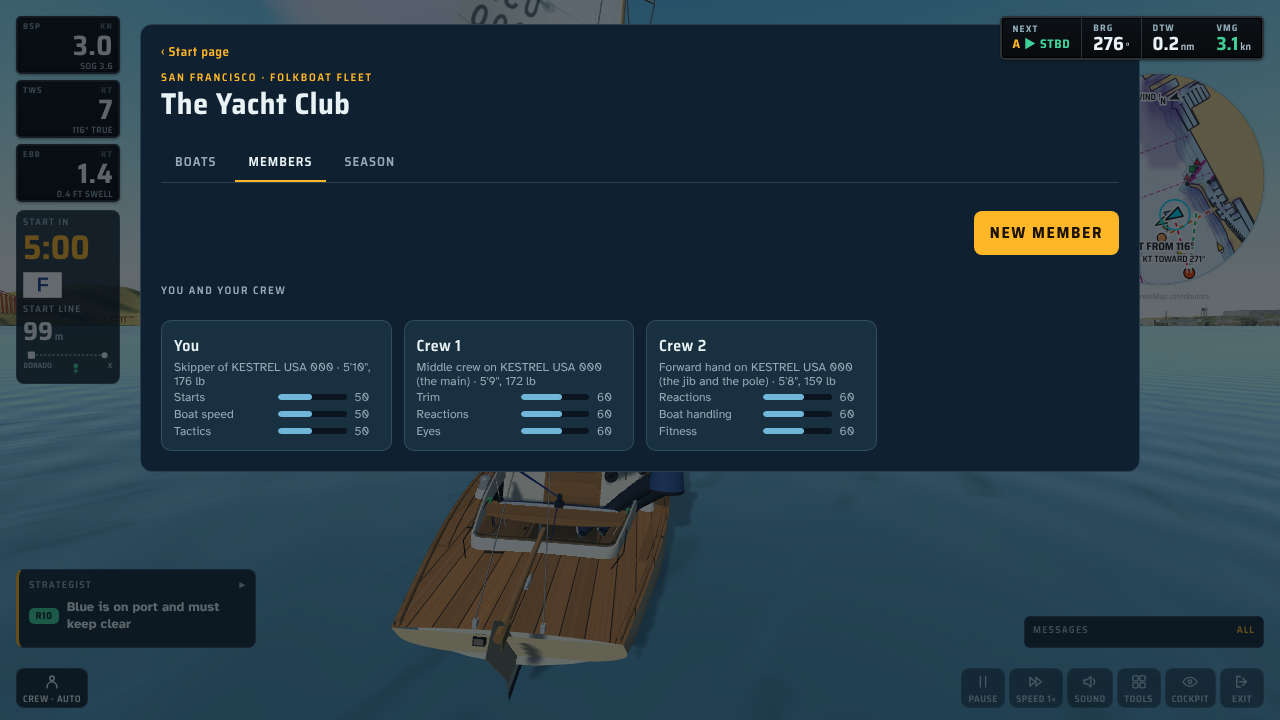 BSP KN
3.0
SOG 3.6
TWS KT
7
116° TRUE
EBB KT
1.4
0.4 FT SWELL
START IN
5:00
F
START LINE
99 m
DORADO X
‹ Start page
SAN FRANCISCO · FOLKBOAT FLEET
The Yacht Club
BOATS MEMBERS SEASON
NEW MEMBER
YOU AND YOUR CREW
You
Skipper of KESTREL USA 000 · 5'10",
176 lb
Starts 50
Boat speed 50
Tactics 50
Crew 1
Middle crew on KESTREL USA 000
(the main) · 5'9", 172 lb
Trim 60
Reactions 60
Eyes 60
Crew 2
Forward hand on KESTREL USA 000
(the jib and the pole) · 5'8", 159 lb
Reactions 60
Boat handling 60
Fitness 60
NEXT BRG DTW VMG
A ▶ STBD 276° 0.2 nm 3.1 kn
WIND N
T FROM 116°
KT TOWARD 271°
contributors
STRATEGIST ▶
R10 Blue is on port and must
keep clear
CREW · AUTO
MESSAGES ALL
PAUSE SPEED 1× SOUND TOOLS COCKPIT EXIT